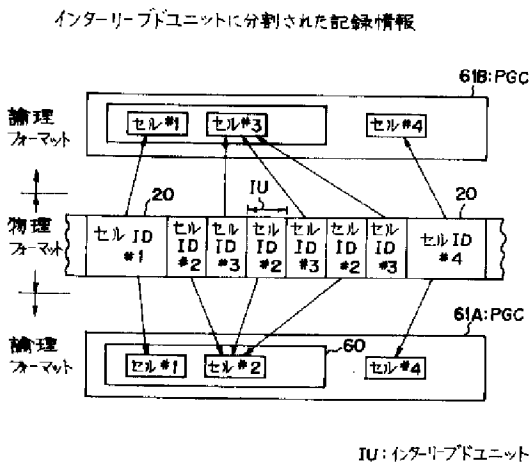 インターリーブドユニットに分割された記録情報
61B:PGC
論理
フォーマット
セル#1
セル#3
セル#4
20
IU
20
物理
フォーマット
セル ID
#1
セル
ID
#2
セル
ID
#3
セル
ID
#2
セル
ID
#3
セル
ID
#2
セル
ID
#3
セル ID
#4
61A:PGC
論理
フォーマット
60
セル#1
セル#2
セル#4
IU:インターリーブドユニット